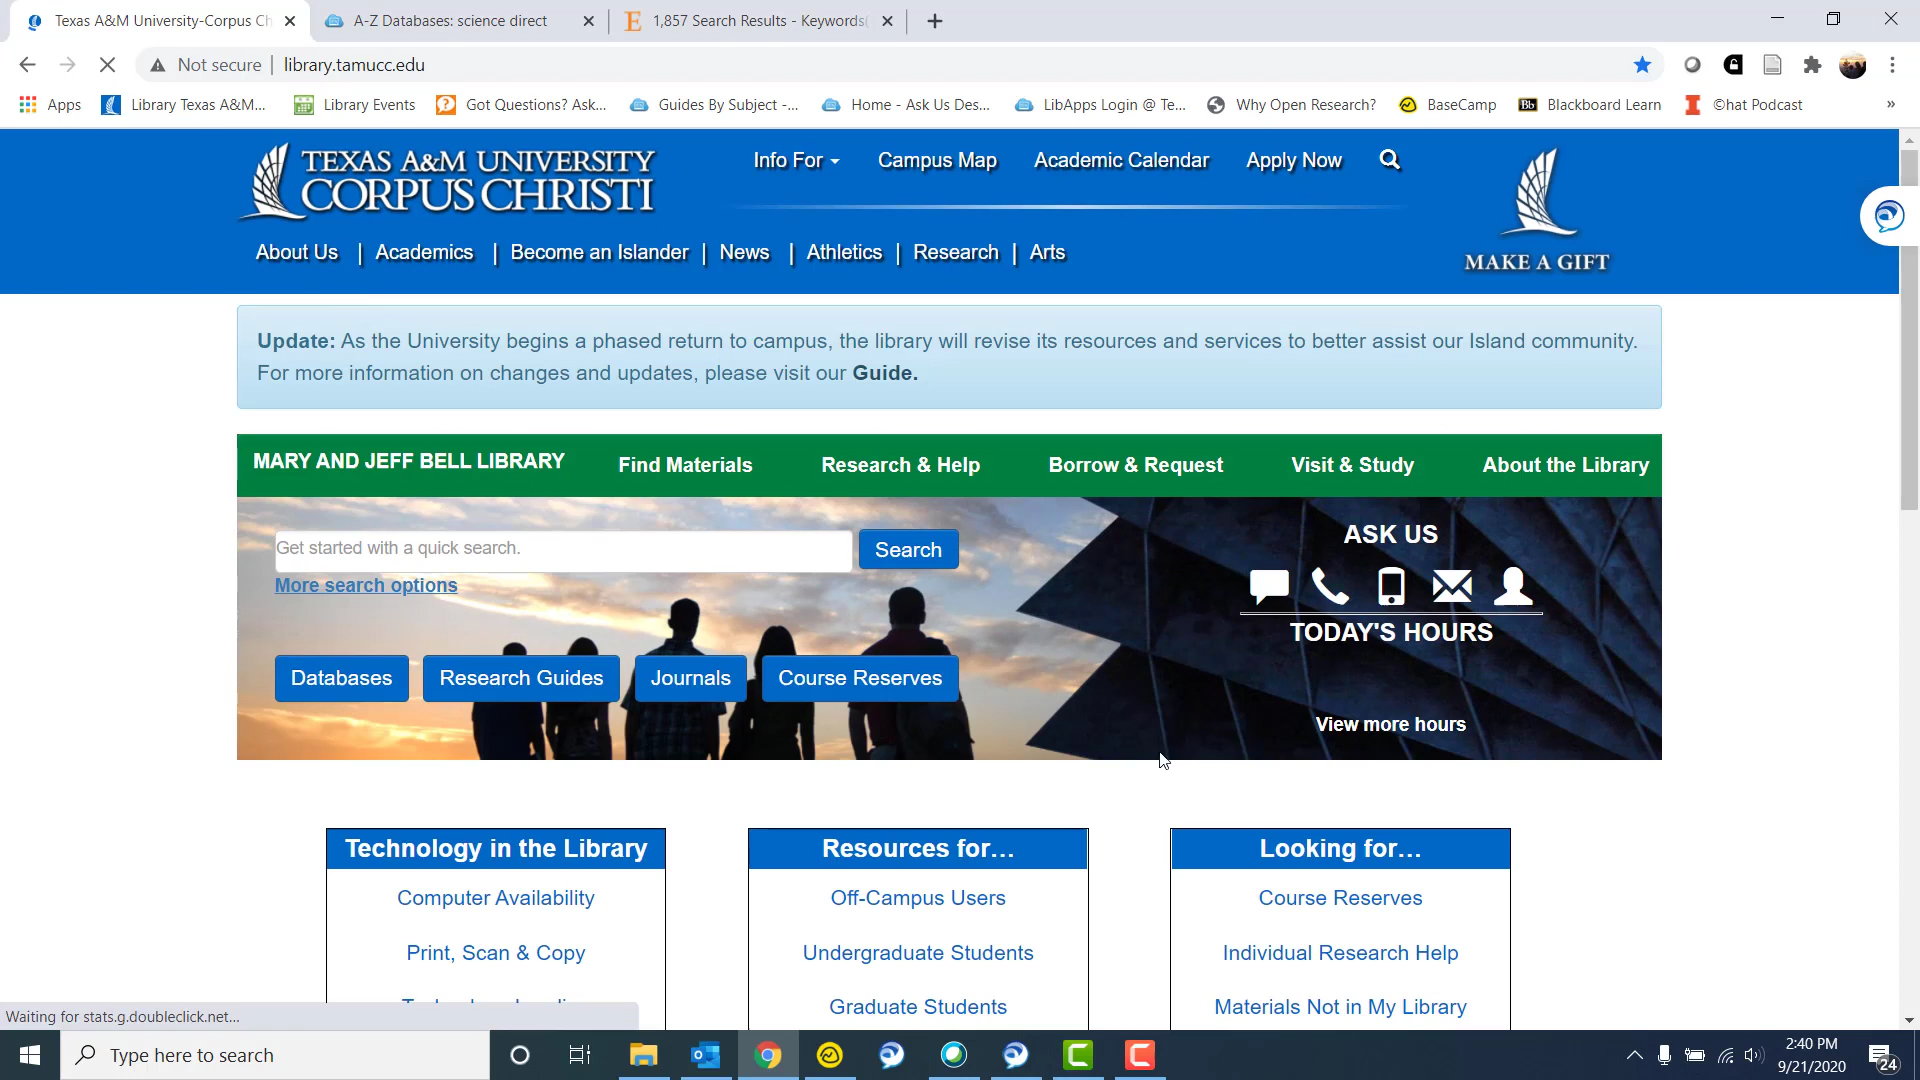 Texas A&M University-Corpus Ch
A-Z Databases: science direct
E 1,857 Search Results - Keywords(
Not secure | library.tamucc.edu
Apps
Library Texas A&M...
Library Events
Got Questions? Ask...
Guides By Subject -...
Home - Ask Us Des...
LibApps Login @ Te...
Why Open Research?
BaseCamp
Bb Blackboard Learn
©hat Podcast
»
TEXAS A&M UNIVERSITY
CORPUS CHRISTI
Info For
Campus Map
Academic Calendar
Apply Now
MAKE A GIFT
About Us | Academics | Become an Islander | News | Athletics | Research | Arts
Update: As the University begins a phased return to campus, the library will revise its resources and services to better assist our Island community.
For more information on changes and updates, please visit our Guide.
MARY AND JEFF BELL LIBRARY
Find Materials
Research & Help
Borrow & Request
Visit & Study
About the Library
Get started with a quick search.
Search
More search options
Databases
Research Guides
Journals
Course Reserves
ASK US
TODAY'S HOURS
View more hours
Technology in the Library
Computer Availability
Print, Scan & Copy
Resources for...
Off-Campus Users
Undergraduate Students
Graduate Students
Looking for...
Course Reserves
Individual Research Help
Materials Not in My Library
Waiting for stats.g.doubleclick.net...
Type here to search
2:40 PM
9/21/2020
24